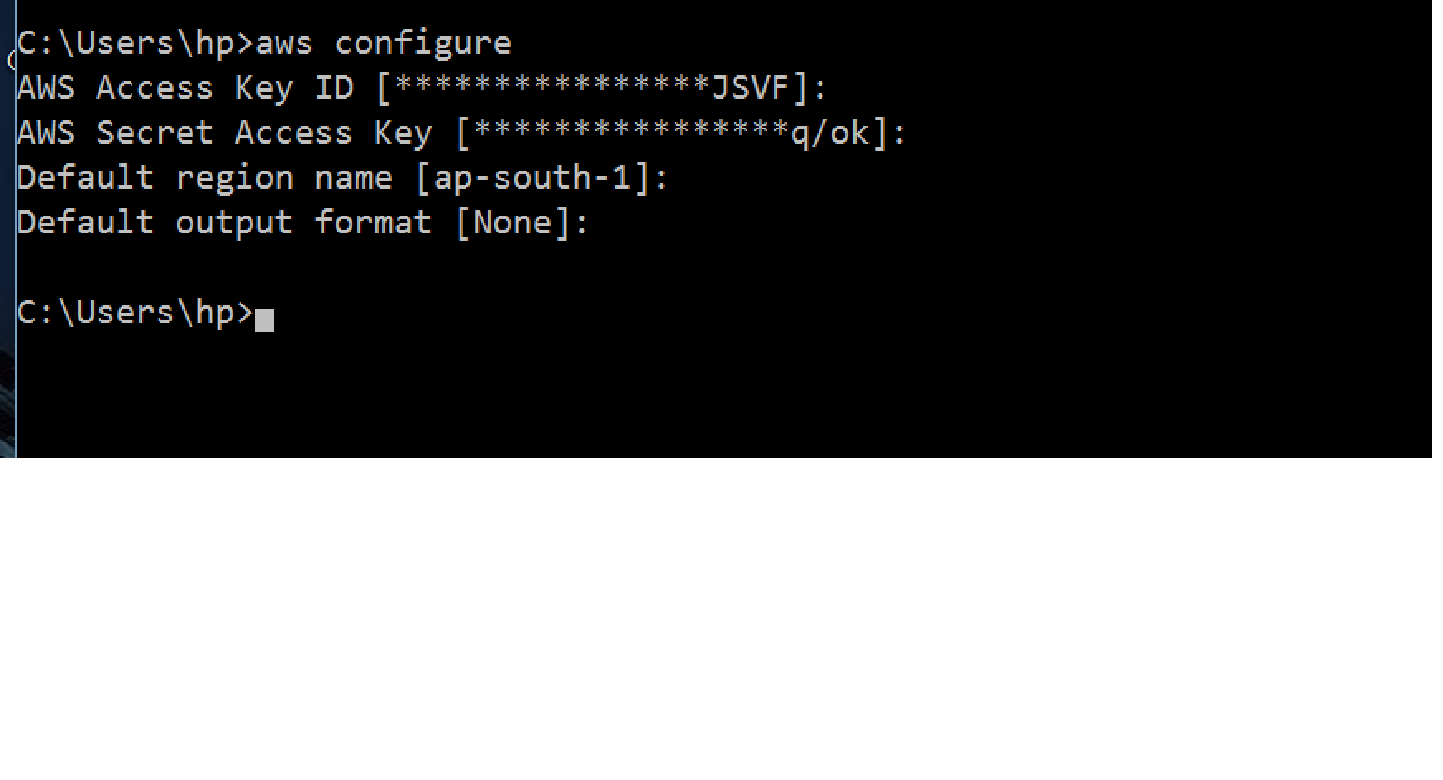 C:\Users\hp>aws configure
AWS Access Key ID [****************JSVF]:
AWS Secret Access Key [****************q/ok]:
Default region name [ap-south-1]:
Default output format [None]:
C:\Users\hp>